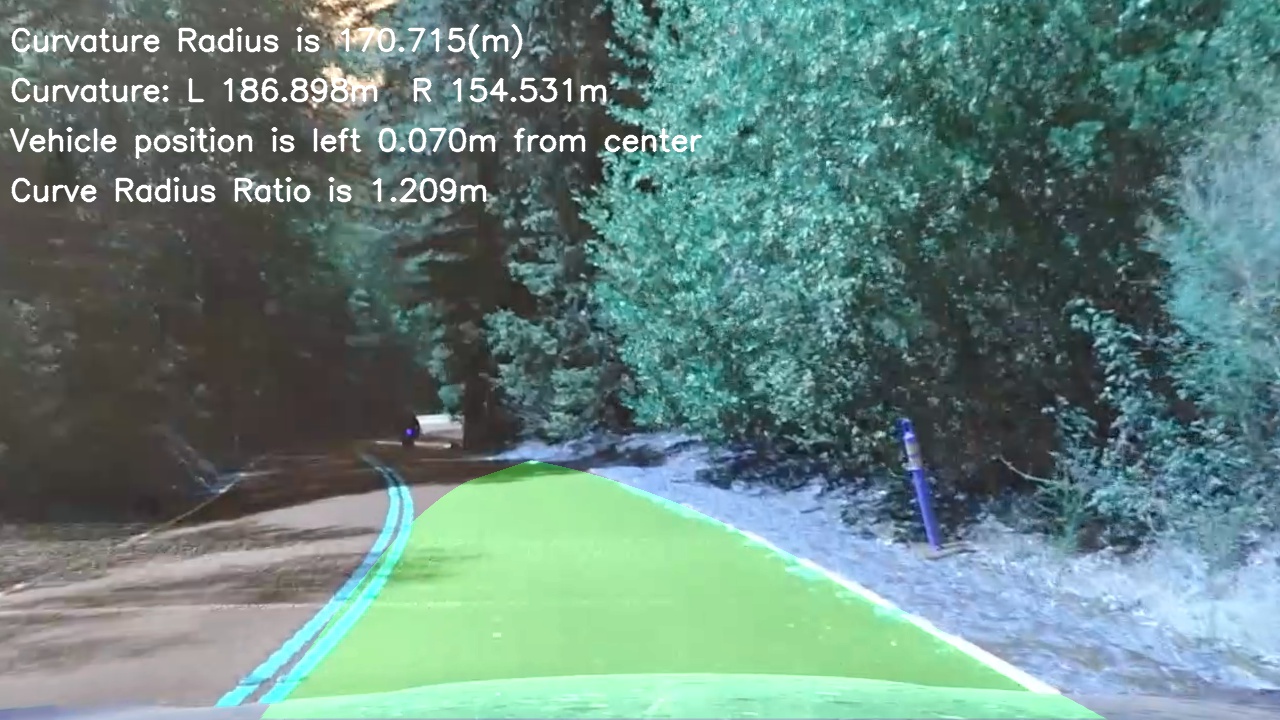 Curvature Radius is 170.715(m)
Curvature: L 186.898m R 154.531m
Vehicle position is left 0.070m from center
Curve Radius Ratio is 1.209m